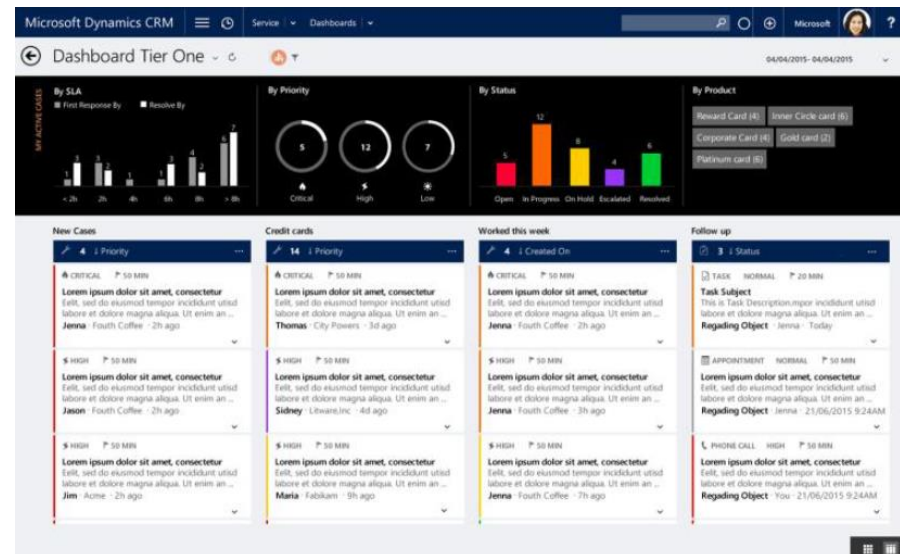 Microsoft Dynamics CRM Service Dashboards Microsoft ?
Dashboard Tier One 04/04/2015- 04/04/2015
MY ACTIVE CASES
By SLA
First Response By Resolve By
1 3 3 2 1 1 3 4 2 6 7
< 2h 2h 4h 6h 8h > 8h
By Priority
5 12 7
Critical High Low
By Status
5 12 8 4 6
Open In Progress On Hold Escalated Resolved
By Product
Reward Card (4) Inner Circle card (6)
Corporate Card (4) Gold card (2)
Platinum card (6)
New Cases
4 ↓ Priority ...
CRITICAL 50 MIN
Lorem ipsum dolor sit amet, consectetur
Eelit, sed do eiusmod tempor incididunt utisd
labore et dolore magna aliqua. Ut enim an ...
Jenna · Fouth Coffee · 2h ago
HIGH 50 MIN
Lorem ipsum dolor sit amet, consectetur
Eelit, sed do eiusmod tempor incididunt utisd
labore et dolore magna aliqua. Ut enim an ...
Jason · Fouth Coffee · 2h ago
HIGH 50 MIN
Lorem ipsum dolor sit amet, consectetur
Eelit, sed do eiusmod tempor incididunt utisd
labore et dolore magna aliqua. Ut enim an ...
Jim · Acme · 2h ago
Credit cards
14 ↓ Priority ...
CRITICAL 50 MIN
Lorem ipsum dolor sit amet, consectetur
Eelit, sed do eiusmod tempor incididunt utisd
labore et dolore magna aliqua. Ut enim an ...
Thomas · City Powers · 3d ago
HIGH 50 MIN
Lorem ipsum dolor sit amet, consectetur
Eelit, sed do eiusmod tempor incididunt utisd
labore et dolore magna aliqua. Ut enim an ...
Sidney · Litware,inc · 4d ago
HIGH 50 MIN
Lorem ipsum dolor sit amet, consectetur
Eelit, sed do eiusmod tempor incididunt utisd
labore et dolore magna aliqua. Ut enim an ...
Maria · Fabikam · 9h ago
Worked this week
4 ↓ Created On ...
CRITICAL 50 MIN
Lorem ipsum dolor sit amet, consectetur
Eelit, sed do eiusmod tempor incididunt utisd
labore et dolore magna aliqua. Ut enim an ...
Jenna · Fouth Coffee · 2h ago
HIGH 50 MIN
Lorem ipsum dolor sit amet, consectetur
Eelit, sed do eiusmod tempor incididunt utisd
labore et dolore magna aliqua. Ut enim an ...
Jenna · Fouth Coffee · 3h ago
HIGH 50 MIN
Lorem ipsum dolor sit amet, consectetur
Eelit, sed do eiusmod tempor incididunt utisd
labore et dolore magna aliqua. Ut enim an ...
Jenna · Fouth Coffee · 7h ago
Follow up
3 ↓ Status ...
TASK NORMAL 20 MIN
Task Subject
This is Task Description.mpor incididunt utisd
labore et dolore magna aliqua. Ut enim an ...
Regading Object · Jenna · Today
APPOINTMENT NORMAL 50 MIN
Lorem ipsum dolor sit amet, consectetur
Eelit, sed do eiusmod tempor incididunt utisd
labore et dolore magna aliqua. Ut enim an ...
Regading Object · Jenna · 21/06/2015 9:24AM
PHONE CALL HIGH 50 MIN
Lorem ipsum dolor sit amet, consectetur
Eelit, sed do eiusmod tempor incididunt utisd
labore et dolore magna aliqua. Ut enim an ...
Regading Object · You · 21/06/2015 9:24AM